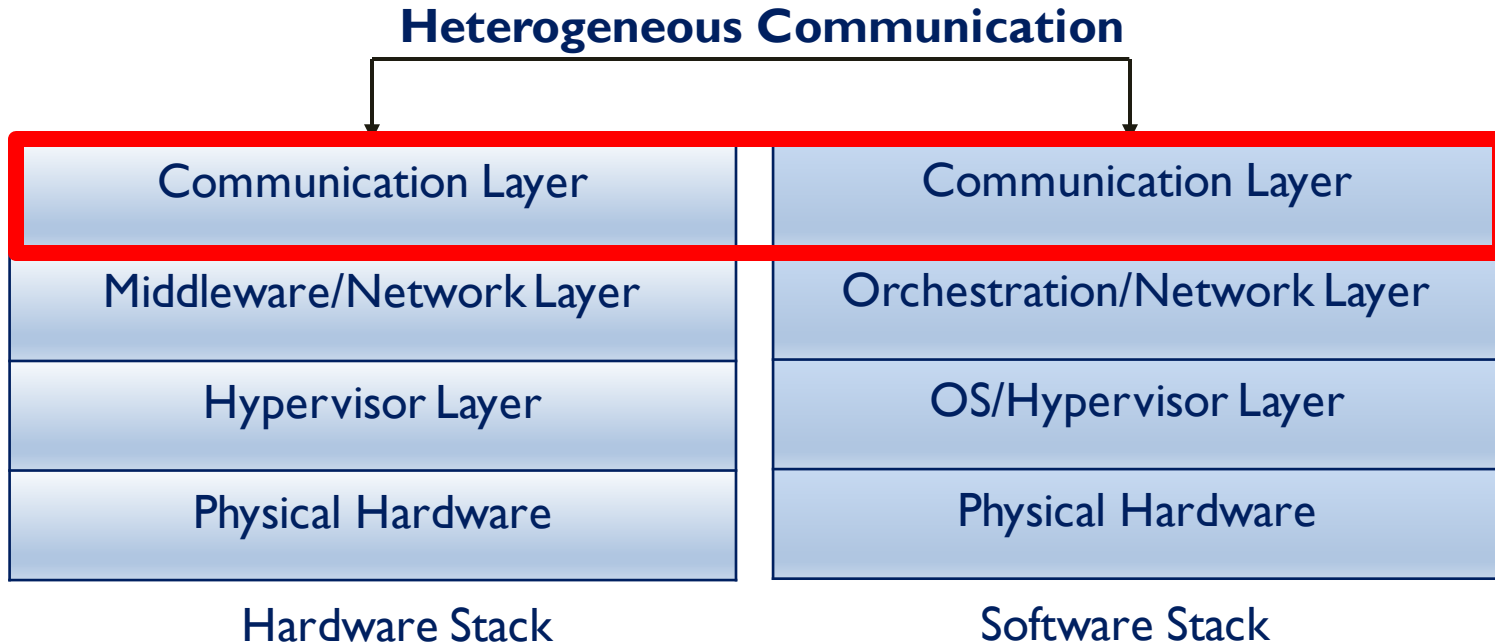 Heterogeneous Communication
Communication Layer
Communication Layer
Middleware/Network Layer
Orchestration/Network Layer
Hypervisor Layer
OS/Hypervisor Layer
Physical Hardware
Physical Hardware
Hardware Stack
Software Stack